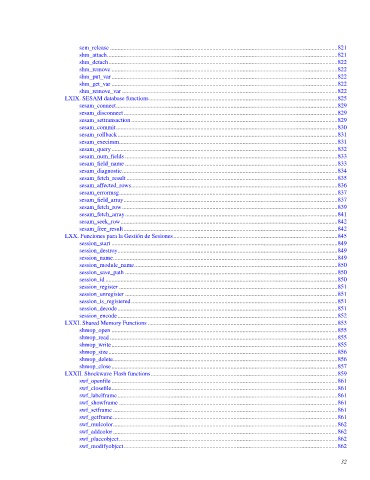 sem_release ........ 821
shm_attach ........ 821
shm_detach ........ 822
shm_remove ........ 822
shm_put_var ........ 822
shm_get_var ........ 822
shm_remove_var ........ 822
LXIX. SESAM database functions ........ 825
sesam_connect ........ 829
sesam_disconnect ........ 829
sesam_settransaction ........ 829
sesam_commit ........ 830
sesam_rollback ........ 831
sesam_execimm ........ 831
sesam_query ........ 832
sesam_num_fields ........ 833
sesam_field_name ........ 833
sesam_diagnostic ........ 834
sesam_fetch_result ........ 835
sesam_affected_rows ........ 836
sesam_errormsg ........ 837
sesam_field_array ........ 837
sesam_fetch_row ........ 839
sesam_fetch_array ........ 841
sesam_seek_row ........ 842
sesam_free_result ........ 842
LXX. Funciones para la Gestión de Sesiones ........ 845
session_start ........ 849
session_destroy ........ 849
session_name ........ 849
session_module_name ........ 850
session_save_path ........ 850
session_id ........ 850
session_register ........ 851
session_unregister ........ 851
session_is_registered ........ 851
session_decode ........ 851
session_encode ........ 852
LXXI. Shared Memory Functions ........ 853
shmop_open ........ 855
shmop_read ........ 855
shmop_write ........ 855
shmop_size ........ 856
shmop_delete ........ 856
shmop_close ........ 857
LXXII. Shockwave Flash functions ........ 859
swf_openfile ........ 861
swf_closefile ........ 861
swf_labelframe ........ 861
swf_showframe ........ 861
swf_setframe ........ 861
swf_getframe ........ 861
swf_mulcolor ........ 862
swf_addcolor ........ 862
swf_placeobject ........ 862
swf_modifyobject ........ 862
32